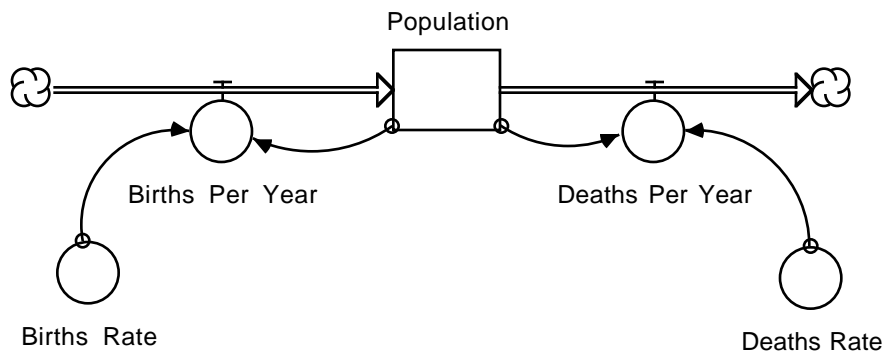 Population
Births Per Year
Deaths Per Year
Births Rate
Deaths Rate